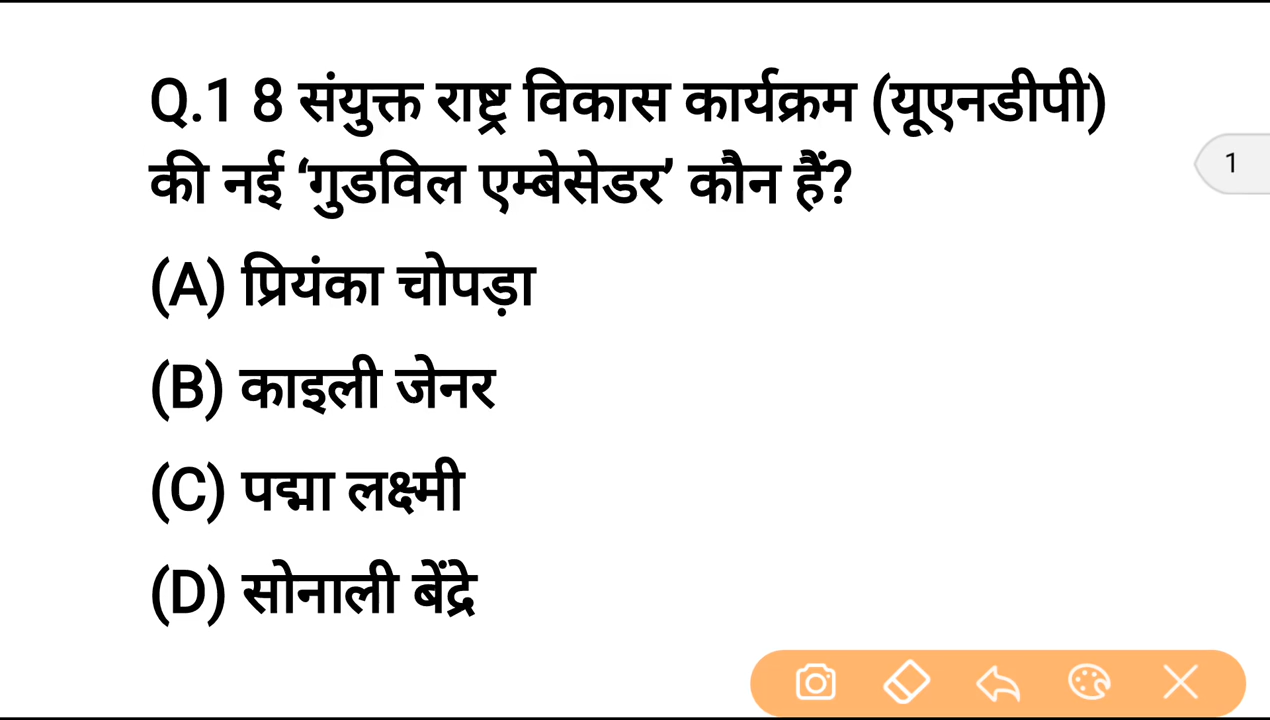 Q.1 8 संयुक्त राष्ट्र विकास कार्यक्रम (यूएनडीपी)
की नई ‘गुडविल एम्बेसेडर’ कौन हैं?
1
(A) प्रियंका चोपड़ा
(B) काइली जेनर
(C) पद्मा लक्ष्मी
(D) सोनाली बेंद्रे